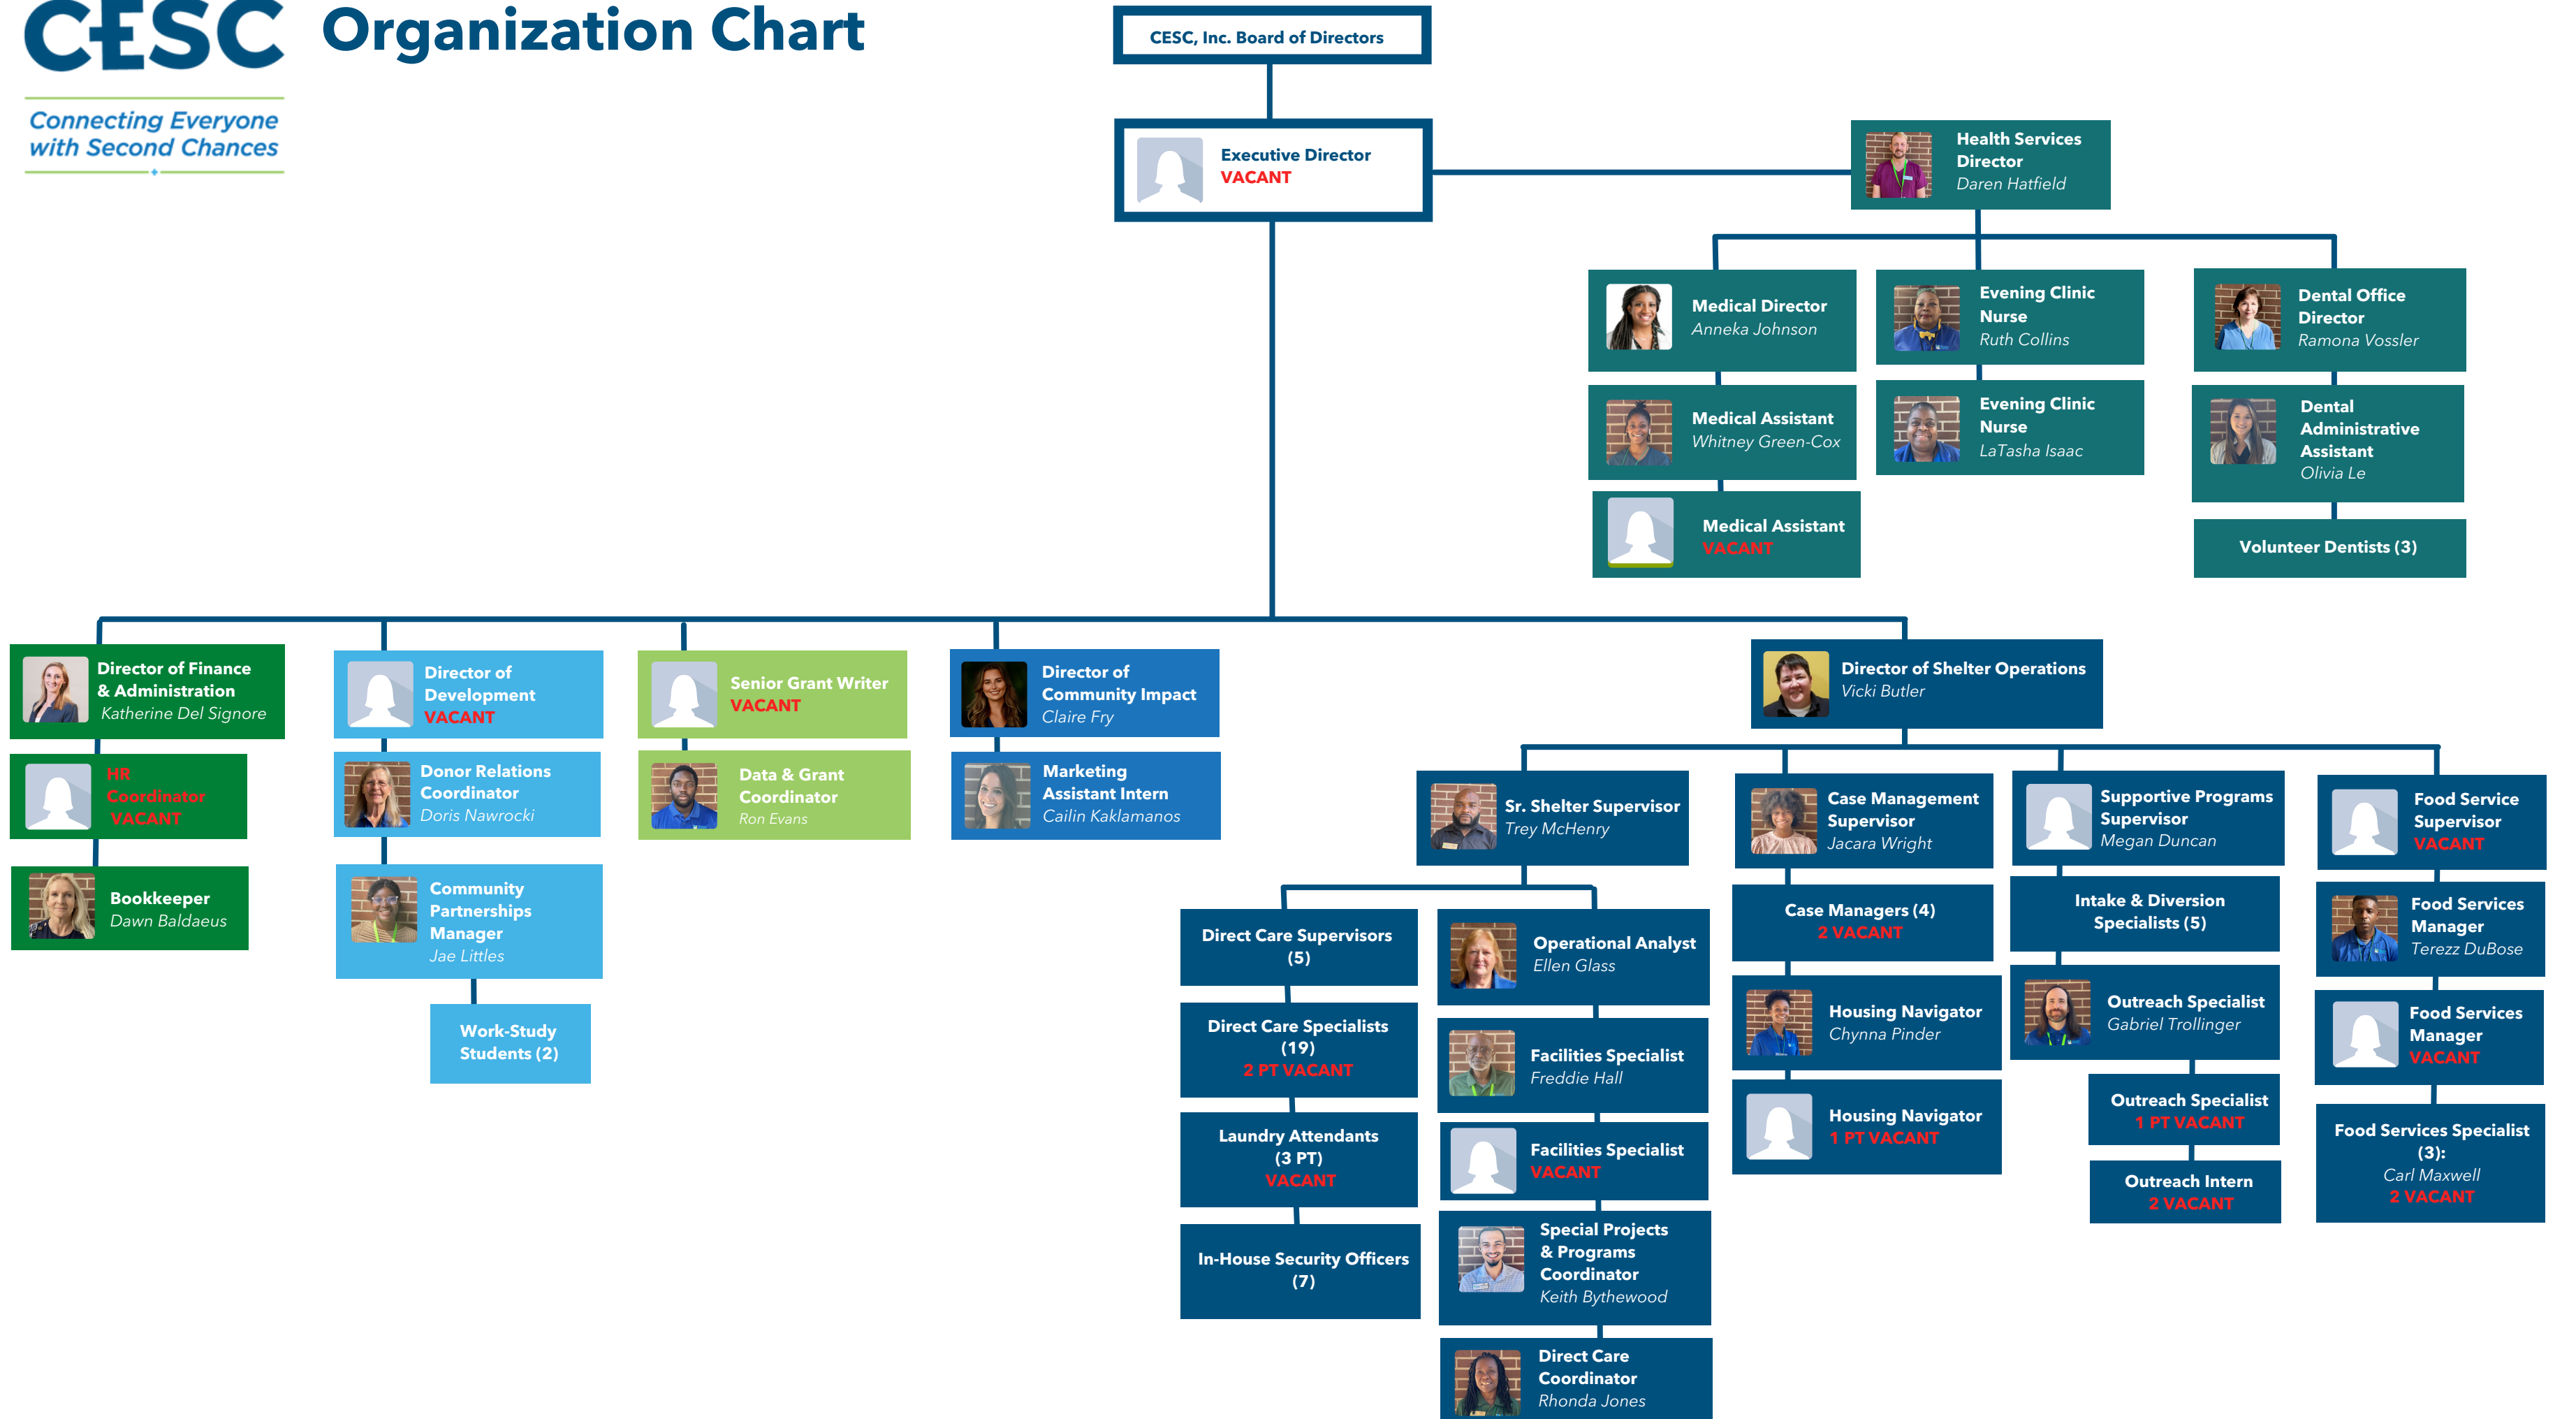 CESC
Organization Chart
Connecting Everyone
with Second Chances
CESC, Inc. Board of Directors
Executive Director
VACANT
Health Services
Director
Daren Hatfield
Medical Director
Anneka Johnson
Evening Clinic
Nurse
Ruth Collins
Dental Office
Director
Ramona Vossler
Medical Assistant
Whitney Green-Cox
Evening Clinic
Nurse
LaTasha Isaac
Dental
Administrative
Assistant
Olivia Le
Medical Assistant
VACANT
Volunteer Dentists (3)
Director of Finance
& Administration
Katherine Del Signore
HR
Coordinator
VACANT
Bookkeeper
Dawn Baldaeus
Director of
Development
VACANT
Donor Relations
Coordinator
Doris Nawrocki
Community
Partnerships
Manager
Jae Littles
Work-Study
Students (2)
Senior Grant Writer
VACANT
Data & Grant
Coordinator
Ron Evans
Director of
Community Impact
Claire Fry
Marketing
Assistant Intern
Cailin Kaklamanos
Director of Shelter Operations
Vicki Butler
Sr. Shelter Supervisor
Trey McHenry
Direct Care Supervisors
(5)
Direct Care Specialists
(19)
2 PT VACANT
Laundry Attendants
(3 PT)
VACANT
In-House Security Officers
(7)
Operational Analyst
Ellen Glass
Facilities Specialist
Freddie Hall
Facilities Specialist
VACANT
Special Projects
& Programs
Coordinator
Keith Bythewood
Direct Care
Coordinator
Rhonda Jones
Case Management
Supervisor
Jacara Wright
Case Managers (4)
2 VACANT
Housing Navigator
Chynna Pinder
Housing Navigator
1 PT VACANT
Supportive Programs
Supervisor
Megan Duncan
Intake & Diversion
Specialists (5)
Outreach Specialist
Gabriel Trollinger
Outreach Specialist
1 PT VACANT
Outreach Intern
2 VACANT
Food Service
Supervisor
VACANT
Food Services
Manager
Terezz DuBose
Food Services
Manager
VACANT
Food Services Specialist
(3):
Carl Maxwell
2 VACANT